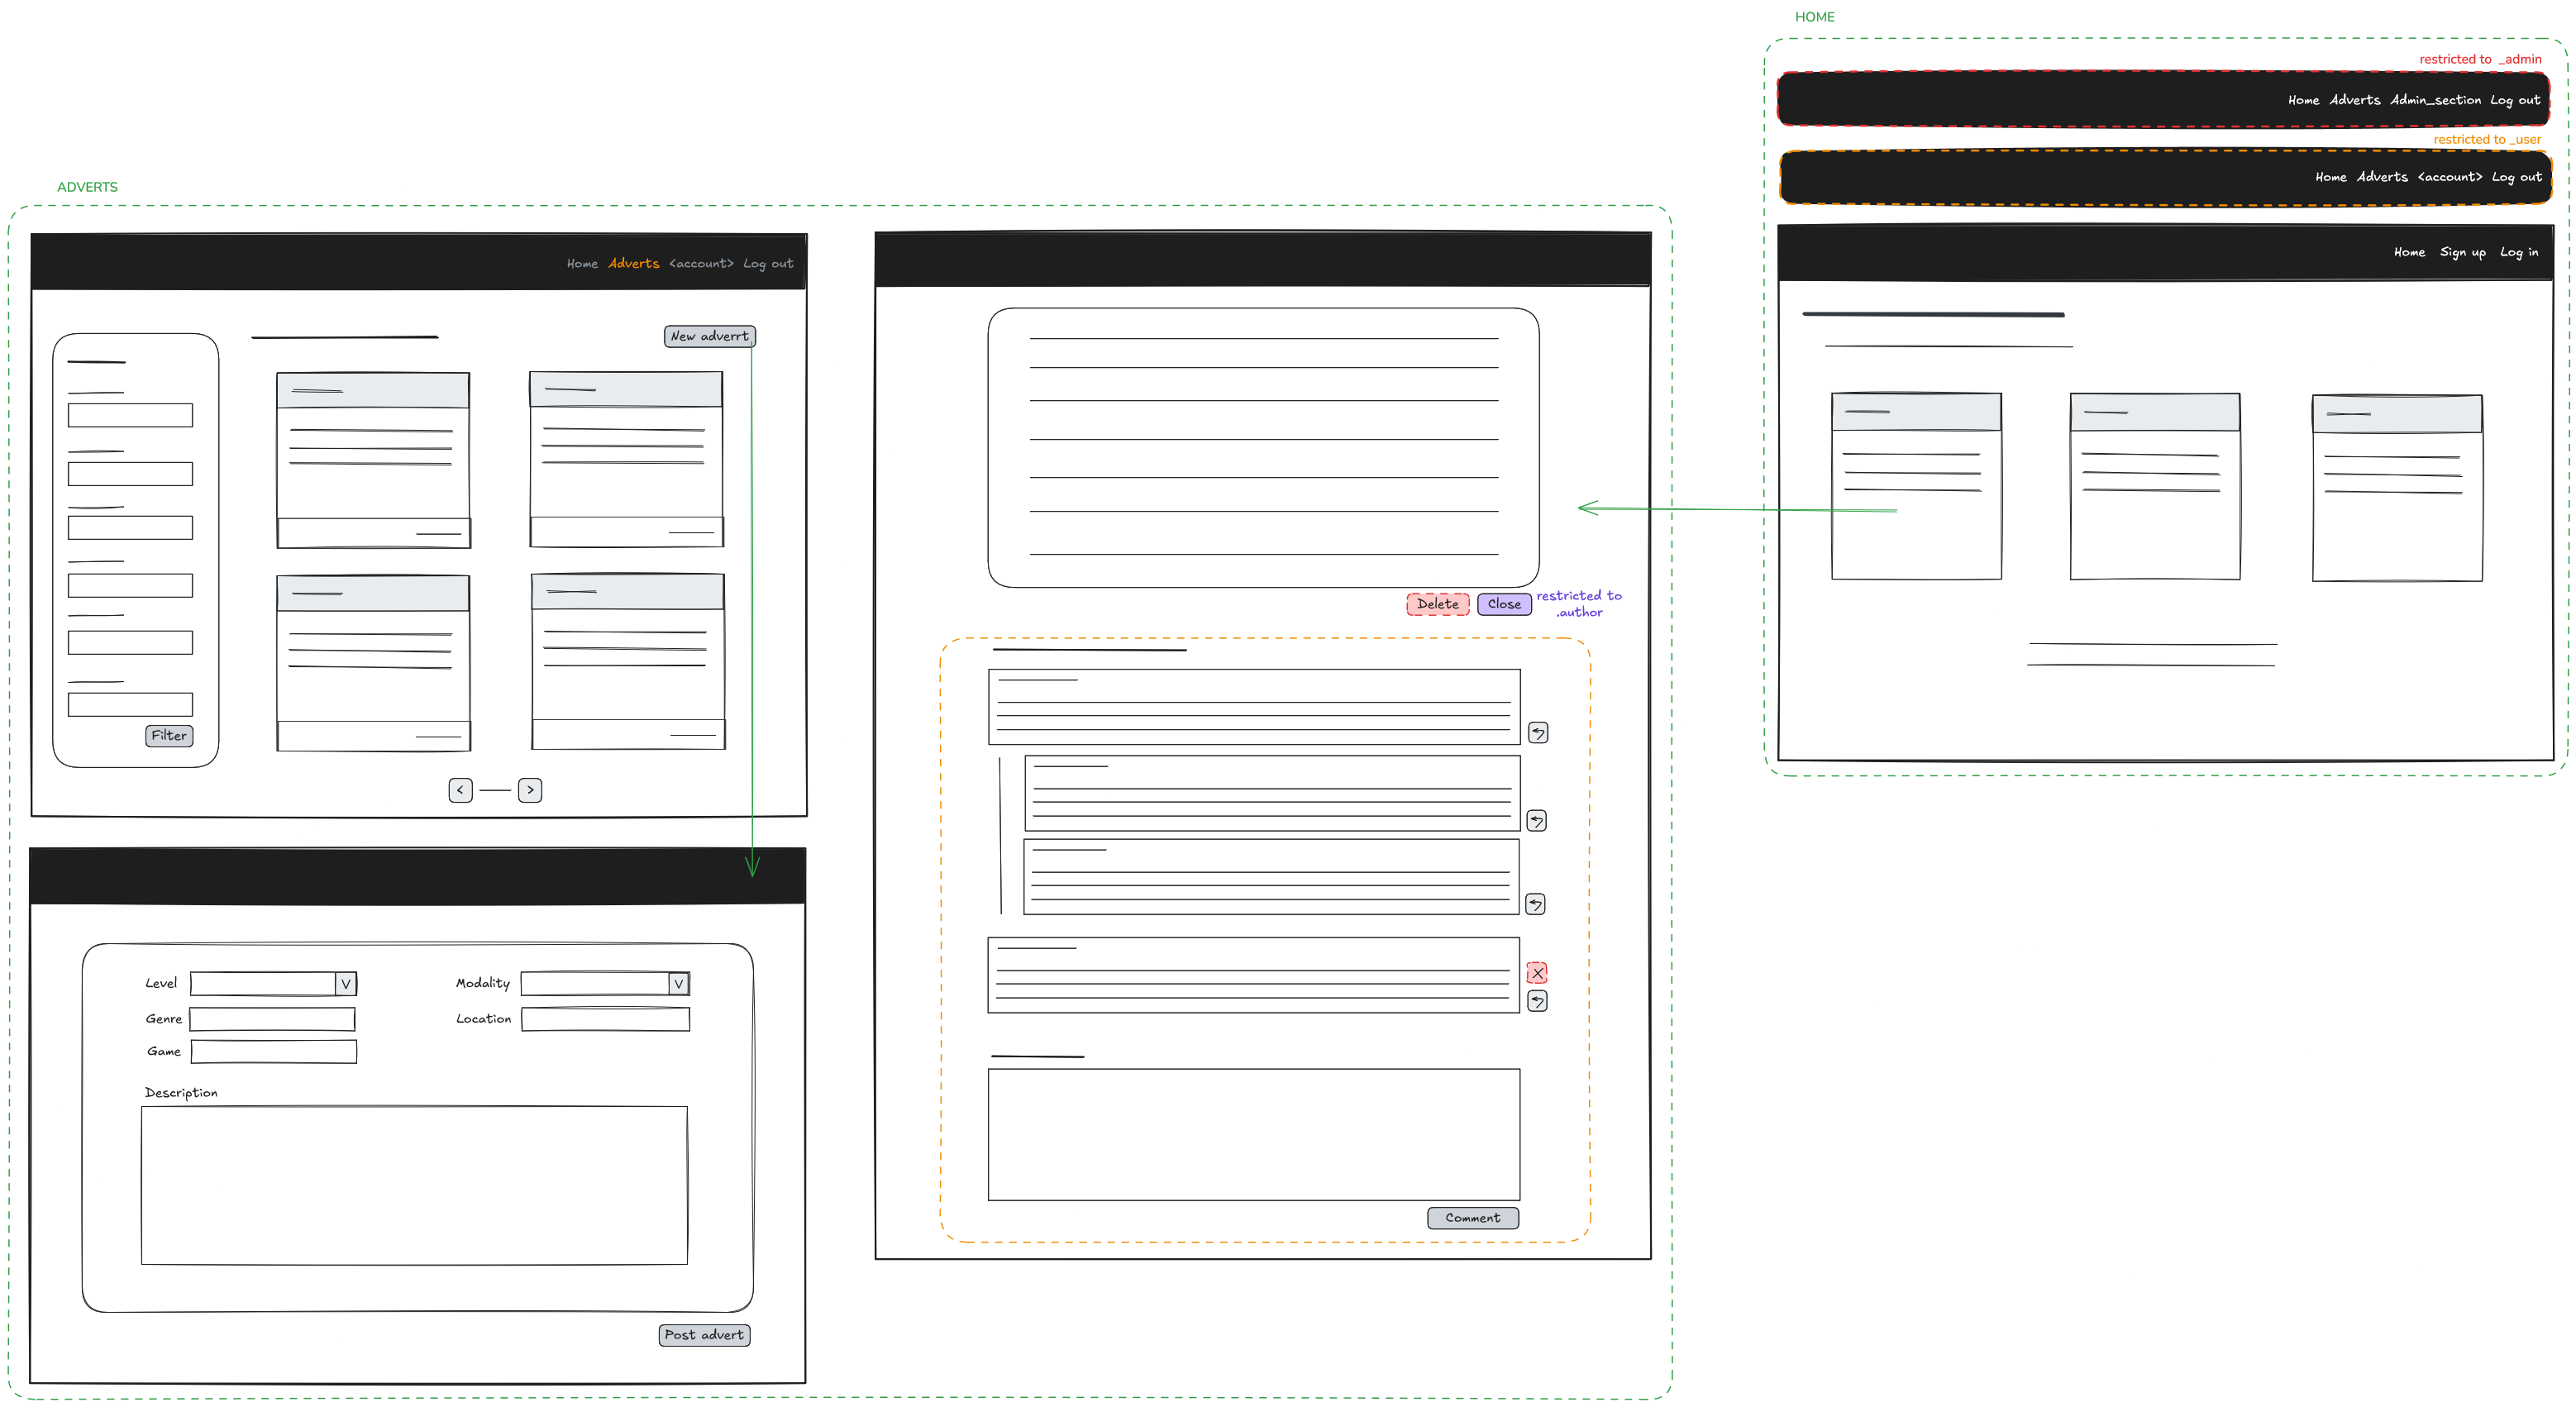 HOME
restricted to _admin
Home Adverts Admin_section Log out
restricted to _user
Home Adverts <account> Log out
Home Sign up Log in
ADVERTS
Home Adverts <account> Log out
New adverrt
Filter
< >
Level V
Modality V
Genre
Location
Game
Description
Post advert
Delete Close
restricted to
.author
X
Comment